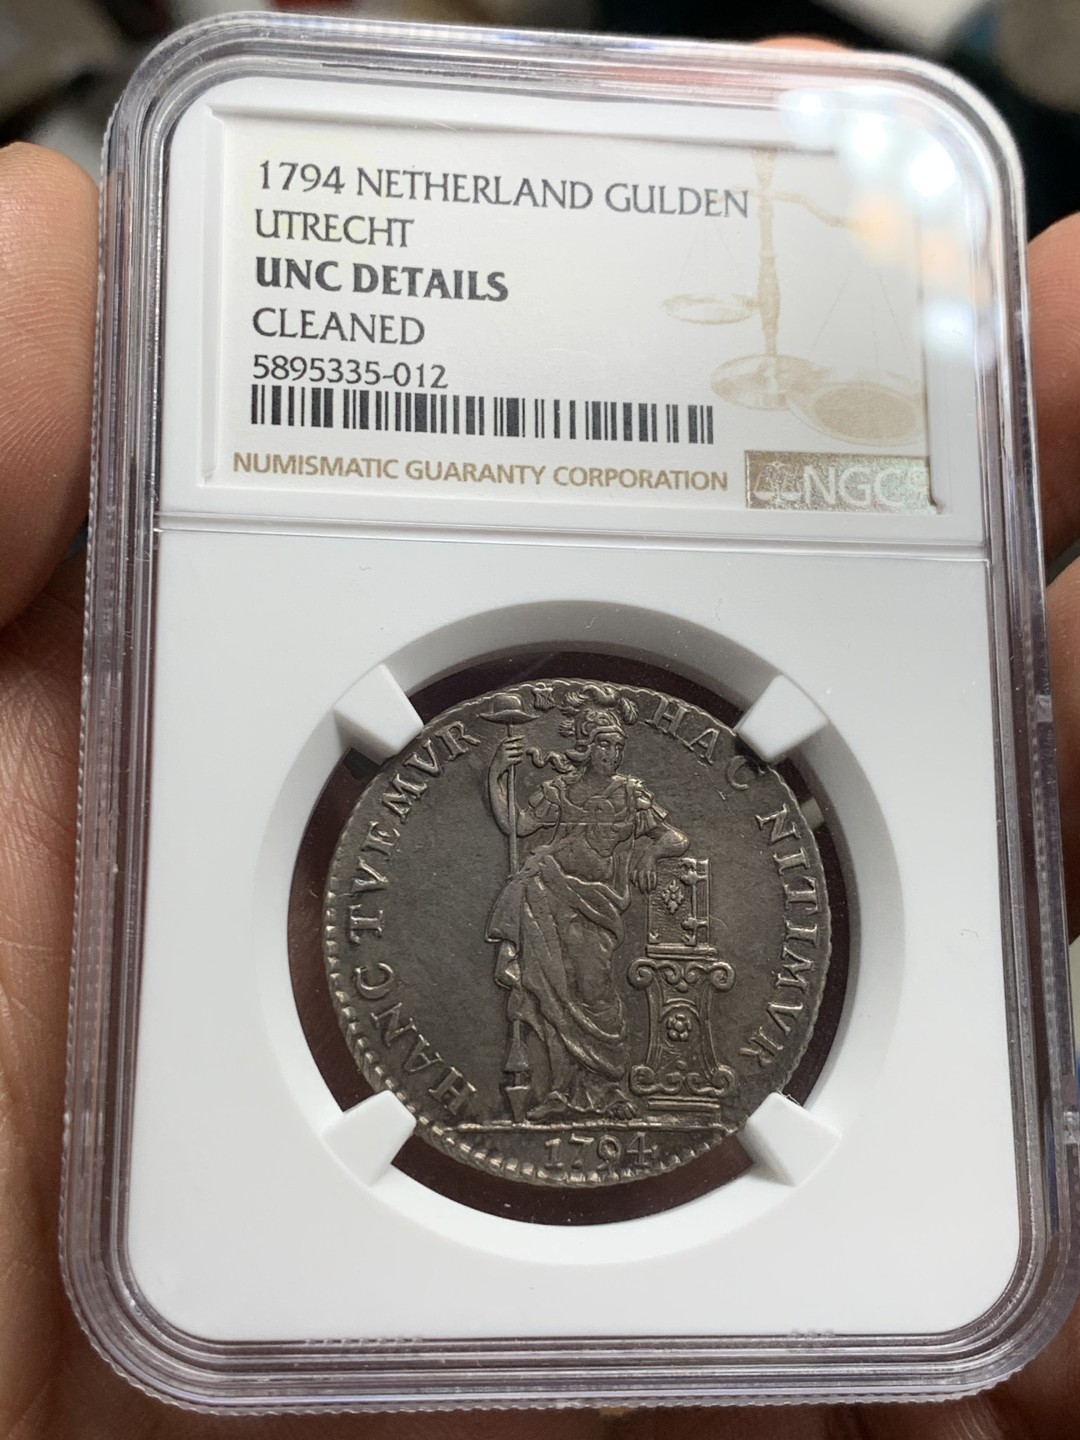 1794 NETHERLAND GULDEN
UTRECHT
UNC DETAILS
CLEANED
5895335-012
NUMISMATIC GUARANTY CORPORATION
NGC
HANC TVEMVR HAC NITIMVR
1794